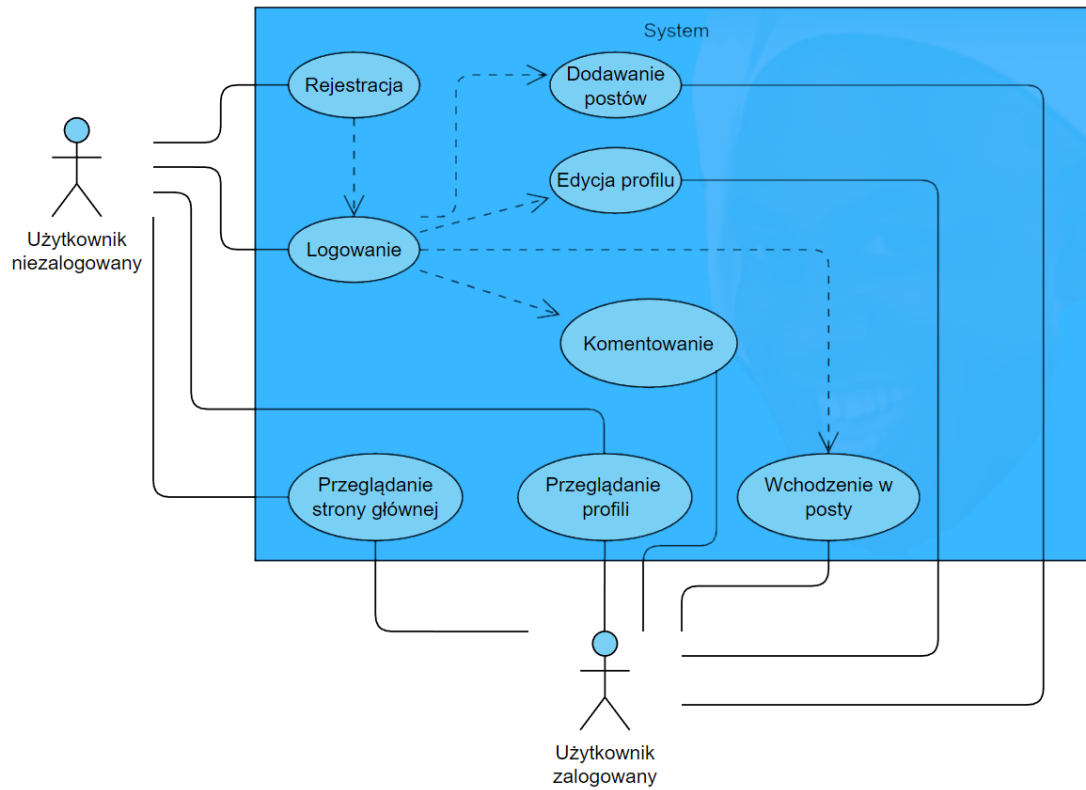 System
Rejestracja
Dodawanie
postów
Edycja profilu
Użytkownik
niezalogowany
Logowanie
Komentowanie
Przeglądanie
strony głównej
Przeglądanie
profili
Wchodzenie w
posty
Użytkownik
zalogowany